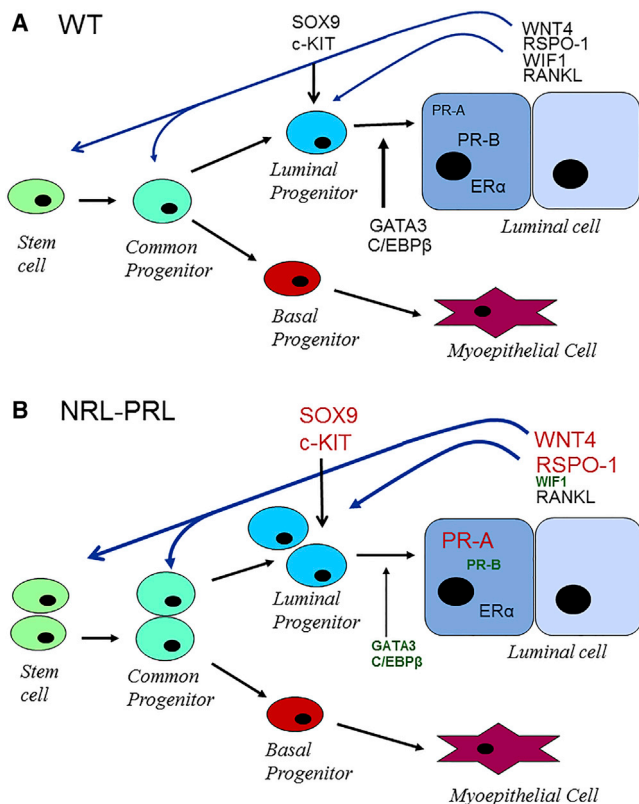 A WT
SOX9
c-KIT
WNT4
RSPO-1
WIF1
RANKL
PR-A
PR-B
ERα
Luminal
Progenitor
GATA3
C/EBPβ
Luminal cell
Stem
cell
Common
Progenitor
Basal
Progenitor
Myoepithelial Cell
B NRL-PRL
SOX9
c-KIT
WNT4
RSPO-1
WIF1
RANKL
PR-A
PR-B
ERα
Luminal
Progenitor
GATA3
C/EBPβ
Luminal cell
Stem
cell
Common
Progenitor
Basal
Progenitor
Myoepithelial Cell